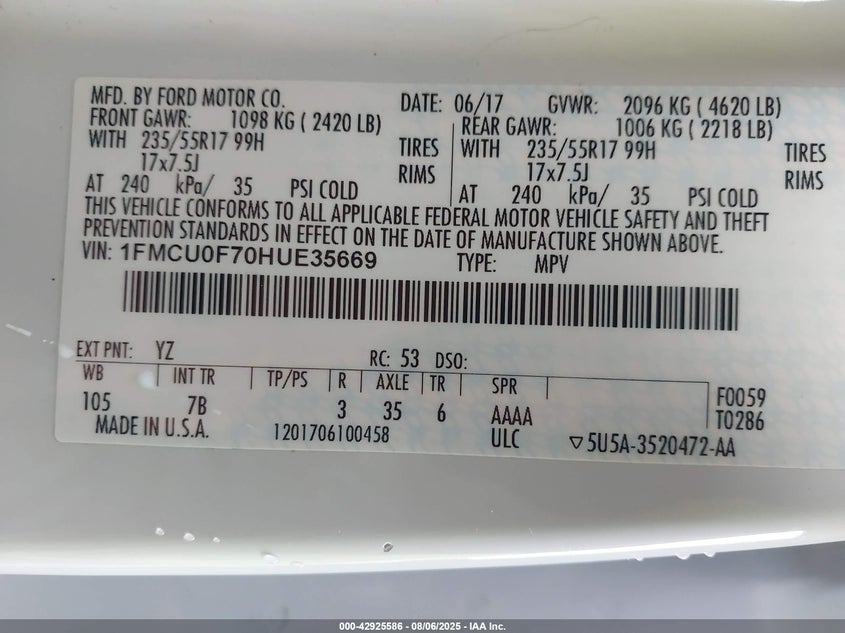 MFD. BY FORD MOTOR CO. DATE: 06/17 GVWR: 2096 KG ( 4620 LB)
FRONT GAWR: 1098 KG ( 2420 LB) REAR GAWR: 1006 KG ( 2218 LB)
WITH 235/55R17 99H TIRES WITH 235/55R17 99H TIRES
17x7.5J RIMS 17x7.5J RIMS
AT 240 kPa/ 35 PSI COLD AT 240 kPa/ 35 PSI COLD
THIS VEHICLE CONFORMS TO ALL APPLICABLE FEDERAL MOTOR VEHICLE SAFETY AND THEFT
PREVENTION STANDARDS IN EFFECT ON THE DATE OF MANUFACTURE SHOWN ABOVE.
VIN: 1FMCU0F70HUE35669 TYPE: MPV
EXT PNT: YZ RC: 53 DSO:
WB INT TR TP/PS R AXLE TR SPR F0059
105 7B 3 35 6 AAAA T0286
MADE IN U.S.A. 1201706100458 ULC ▽5U5A-3520472-AA
000-42925586 - 08/06/2025 - IAA Inc.